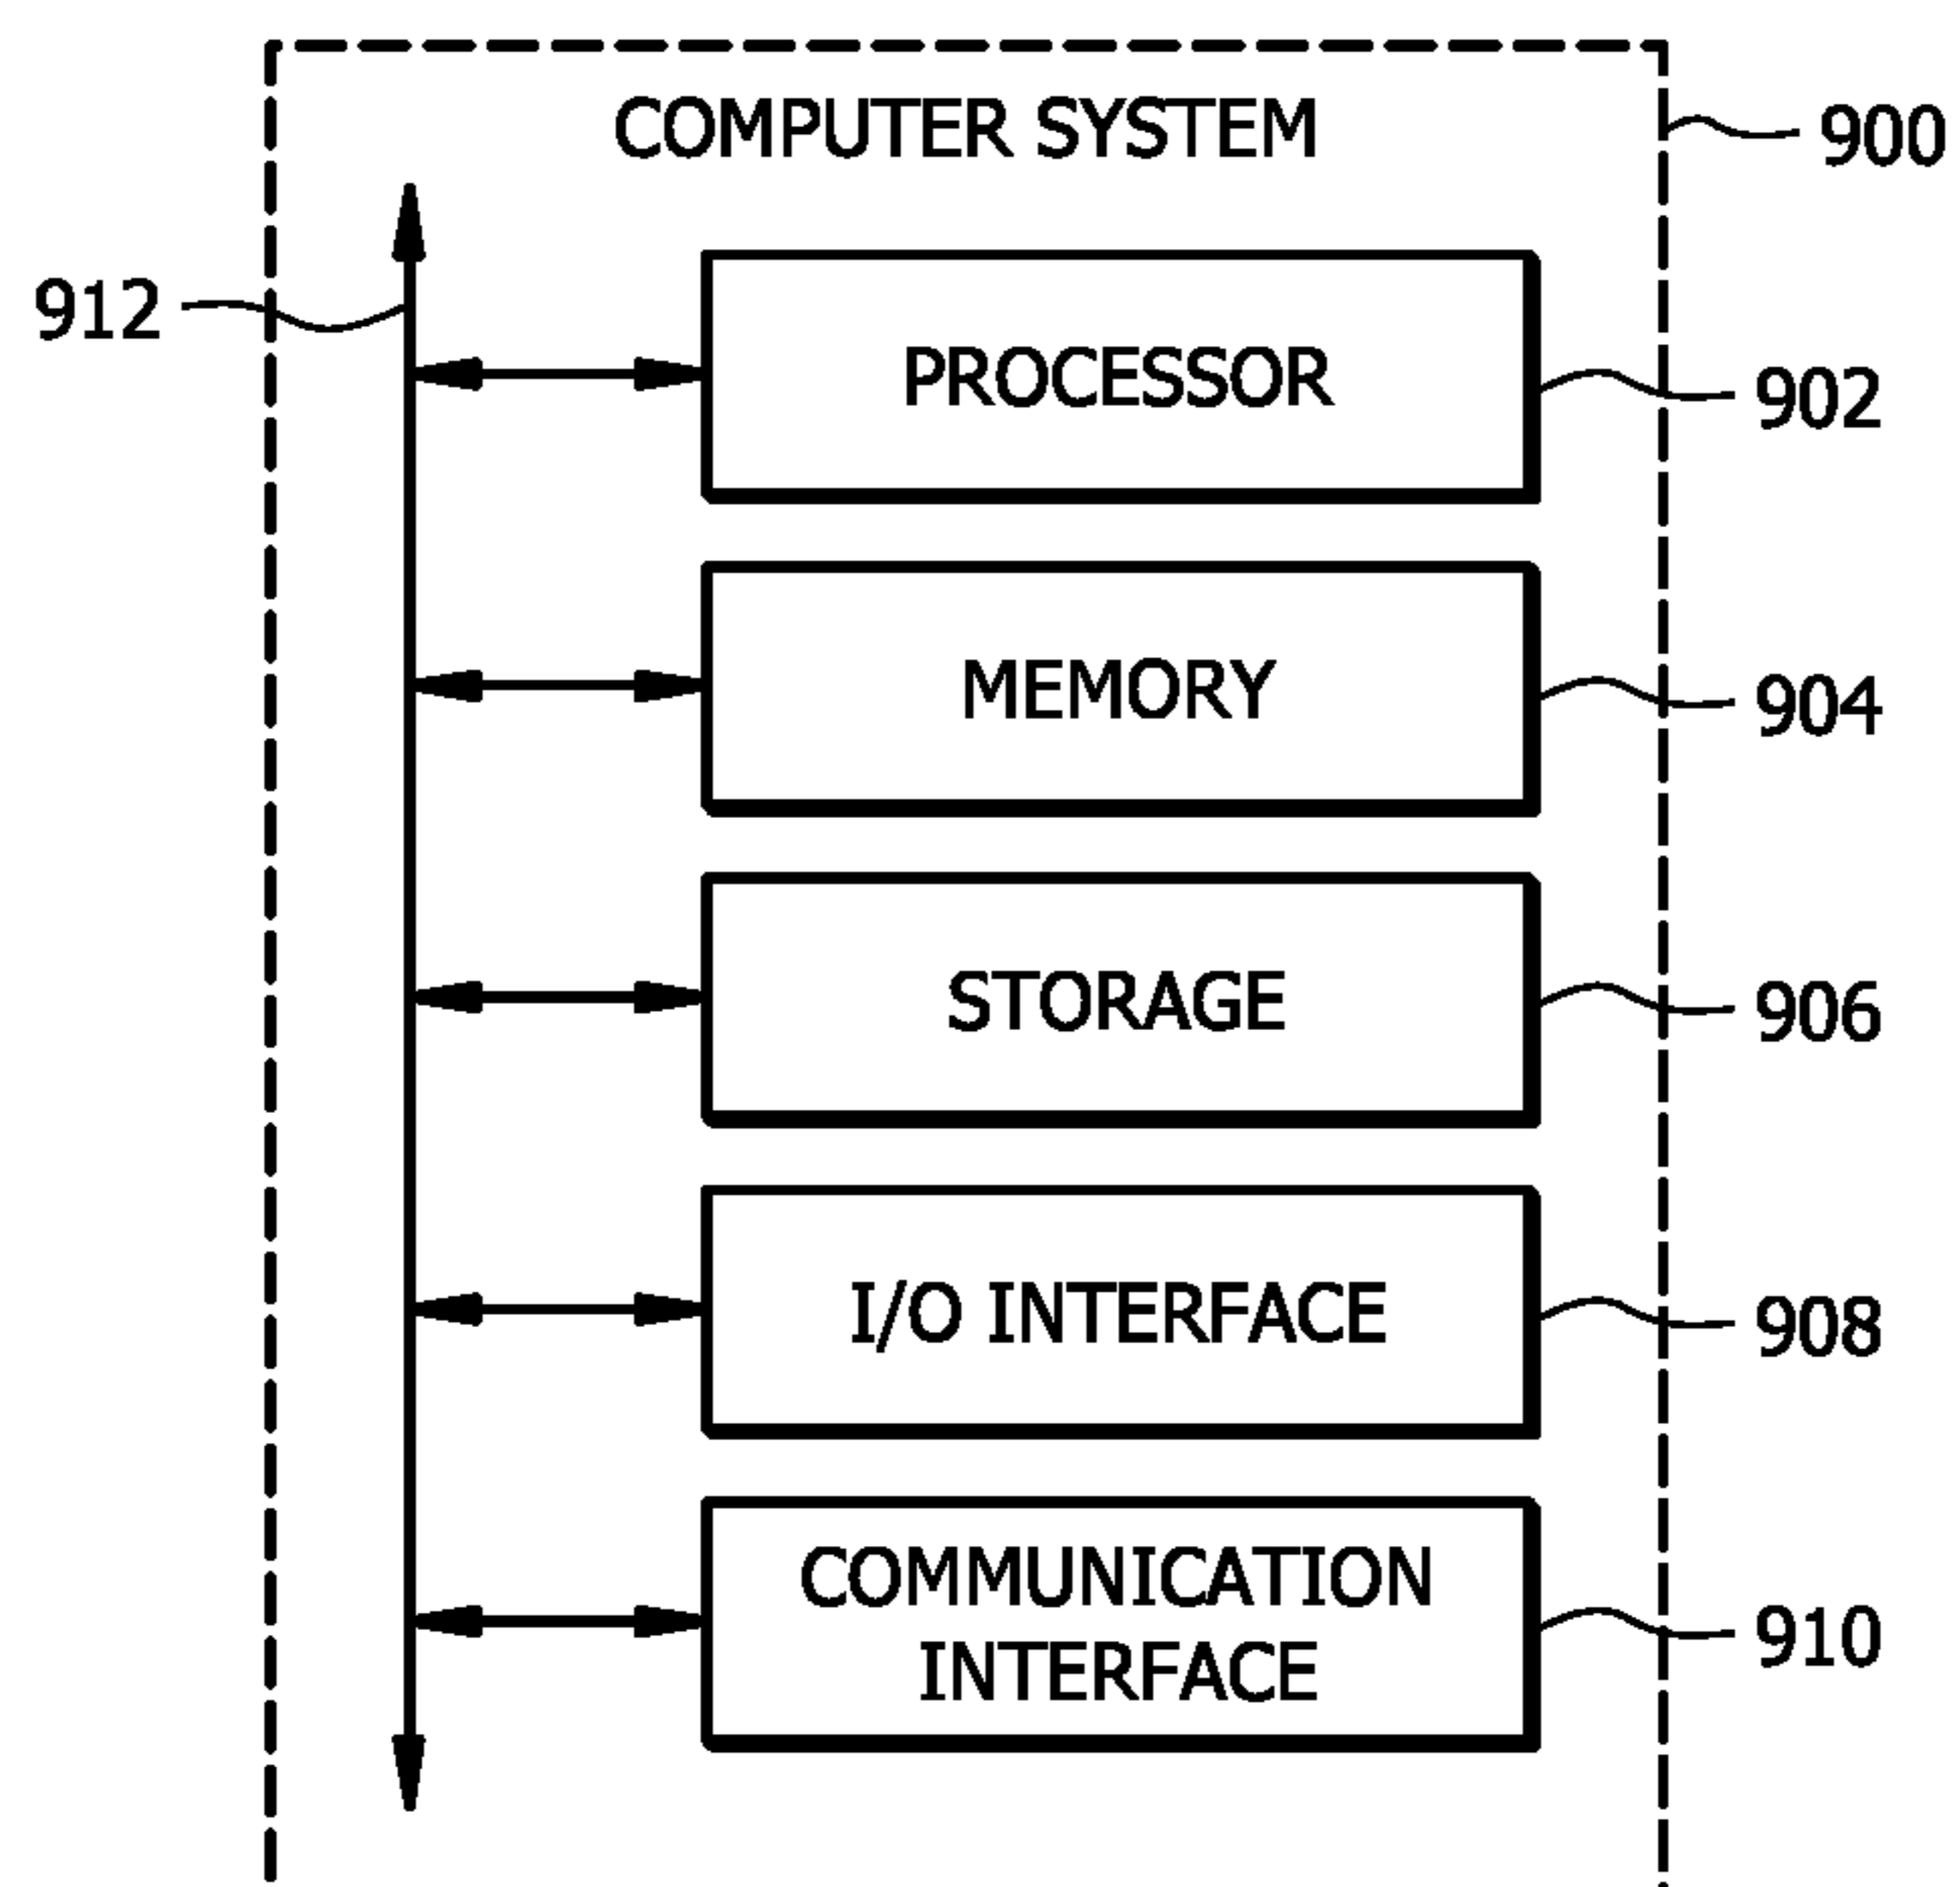 COMPUTER SYSTEM
900
912
PROCESSOR
902
MEMORY
904
STORAGE
906
I/O INTERFACE
908
COMMUNICATION
INTERFACE
910